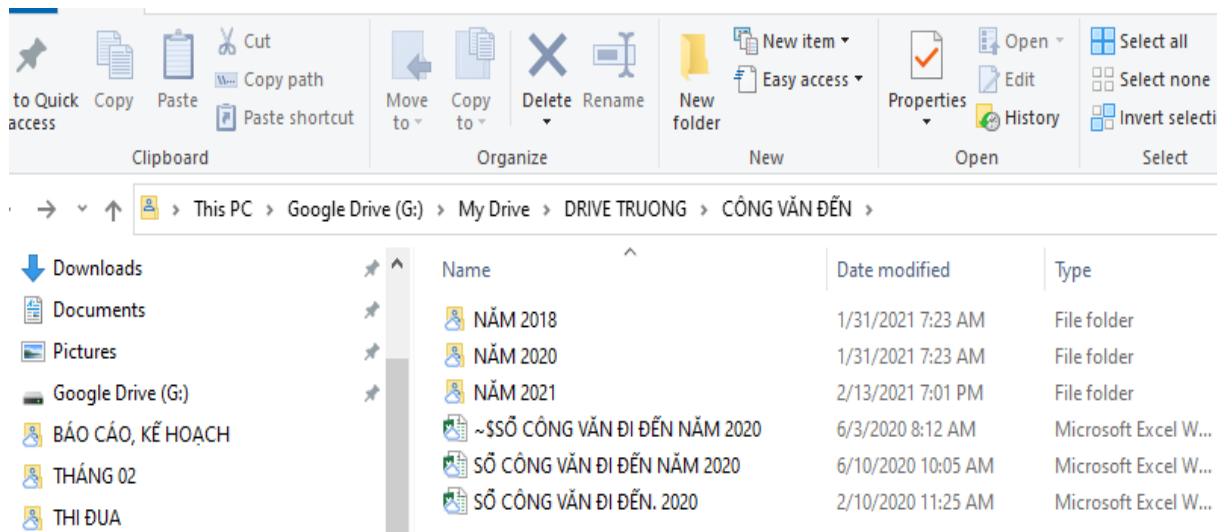 Cut
Copy path
Paste shortcut
to Quick access
Copy
Paste
Clipboard
Move to
Copy to
Delete
Rename
Organize
New folder
New item
Easy access
New
Properties
Open
Edit
History
Open
Select all
Select none
Invert selecti
Select
This PC > Google Drive (G:) > My Drive > DRIVE TRUONG > CÔNG VĂN ĐẾN >
Downloads
Documents
Pictures
Google Drive (G:)
BÁO CÁO, KẾ HOẠCH
THÁNG 02
THI ĐUA
Name Date modified Type
NĂM 2018 1/31/2021 7:23 AM File folder
NĂM 2020 1/31/2021 7:23 AM File folder
NĂM 2021 2/13/2021 7:01 PM File folder
~$SỔ CÔNG VĂN ĐI ĐẾN NĂM 2020 6/3/2020 8:12 AM Microsoft Excel W...
SỔ CÔNG VĂN ĐI ĐẾN NĂM 2020 6/10/2020 10:05 AM Microsoft Excel W...
SỔ CÔNG VĂN ĐI ĐẾN. 2020 2/10/2020 11:25 AM Microsoft Excel W...